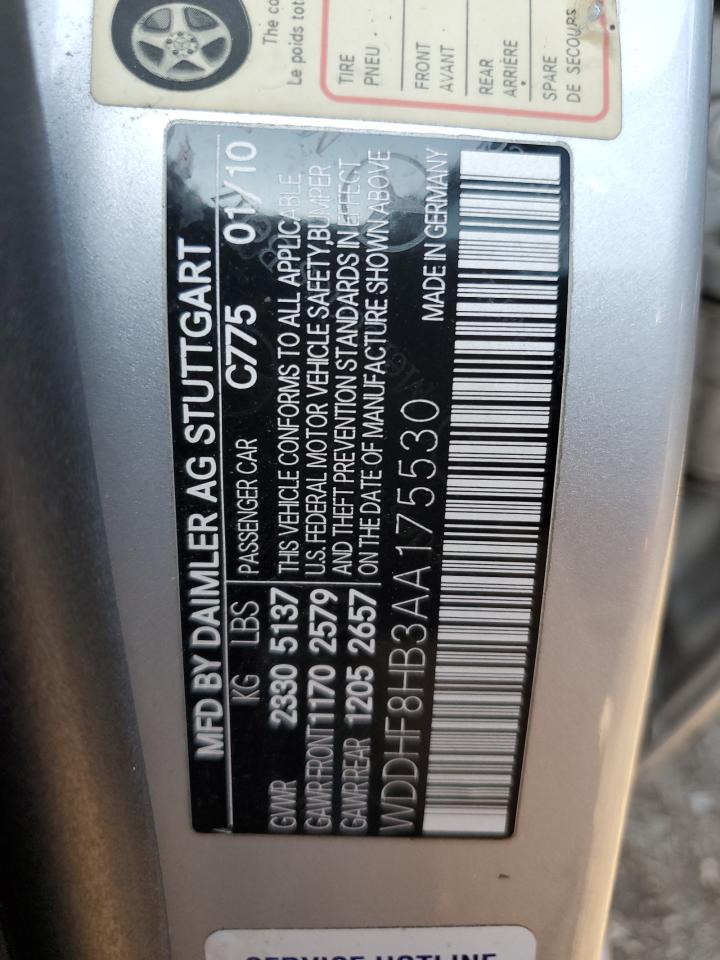 The co
Le poids tot
TIRE
PNEU
FRONT
AVANT
REAR
ARRIÈRE
SPARE
DE SECOURS
MFD BY DAIMLER AG STUTTGART
KG LBS PASSENGER CAR C775 01/10
GVWR 2330 5137 THIS VEHICLE CONFORMS TO ALL APPLICABLE
GAWR FRONT 1170 2579 U.S. FEDERAL MOTOR VEHICLE SAFETY, BUMPER
GAWR REAR 1205 2657 AND THEFT PREVENTION STANDARDS IN EFFECT
ON THE DATE OF MANUFACTURE SHOWN ABOVE
WDDHF8HB3AA175530 MADE IN GERMANY
SERVICE HOTLINE